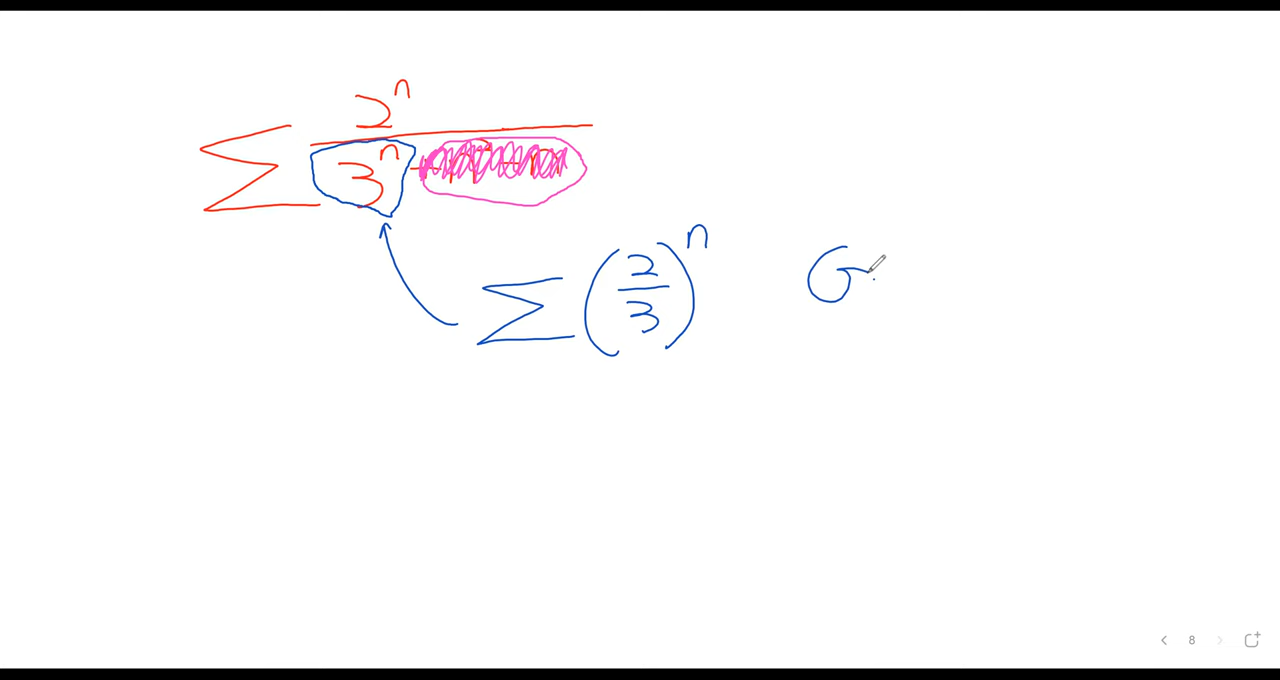 ∑ 2^n / 3^n
∑ (2/3)^n G
8